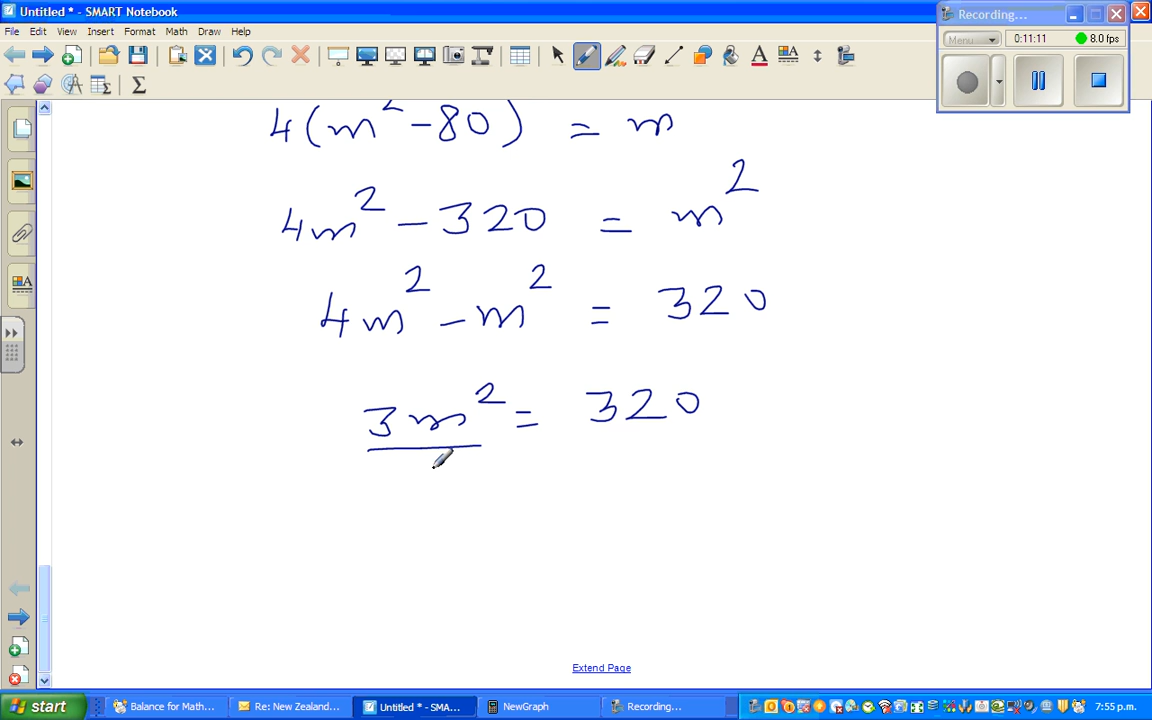 Untitled * - SMART Notebook
Recording...
File Edit View Insert Format Math Draw Help
Menu 0:11:11 8.0 fps
4(m² - 80) = m
4m² - 320 = m²
4m² - m² = 320
3m² = 320
Extend Page
start Balance for Math... Re: New Zealand... Untitled * - SMA... NewGraph Recording... 7:55 p.m.